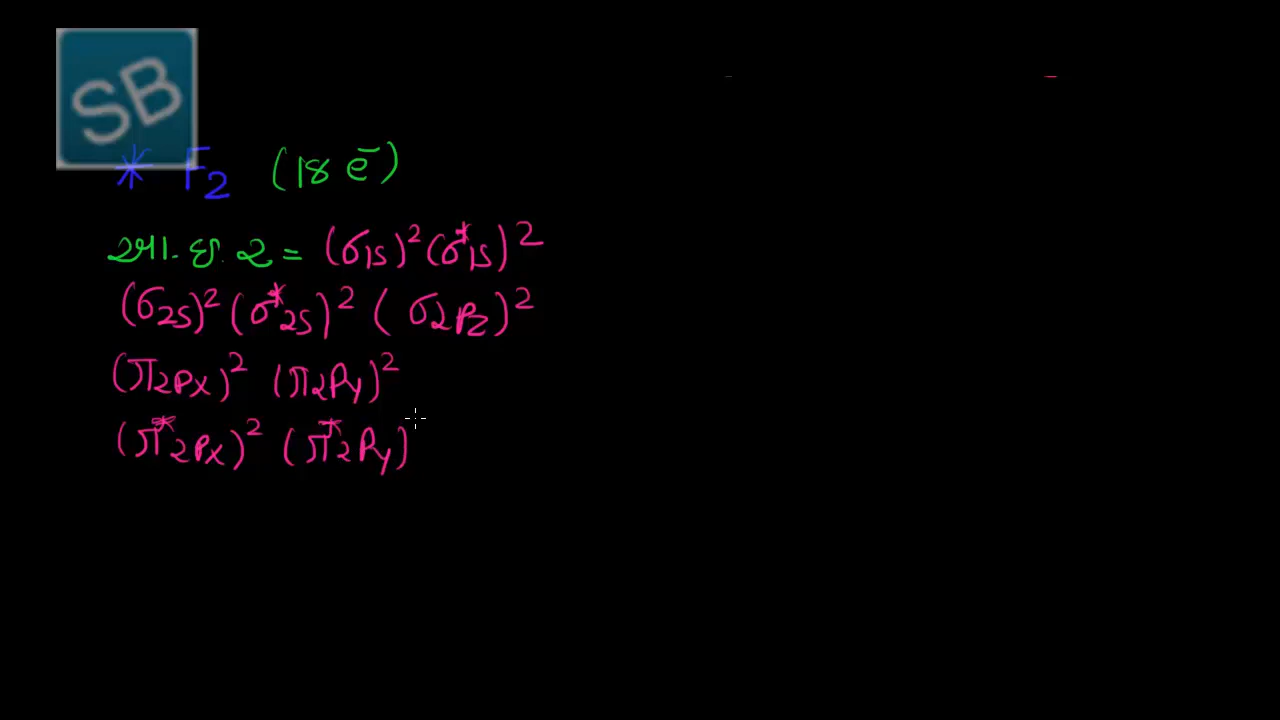 SB
* F₂ (18 e⁻)
આ. ઇ. ર = (σ1s)² (σ*1s)²
(σ2s)² (σ*2s)² (σ2pz)²
(π2px)² (π2py)²
(π*2px)² (π*2py)